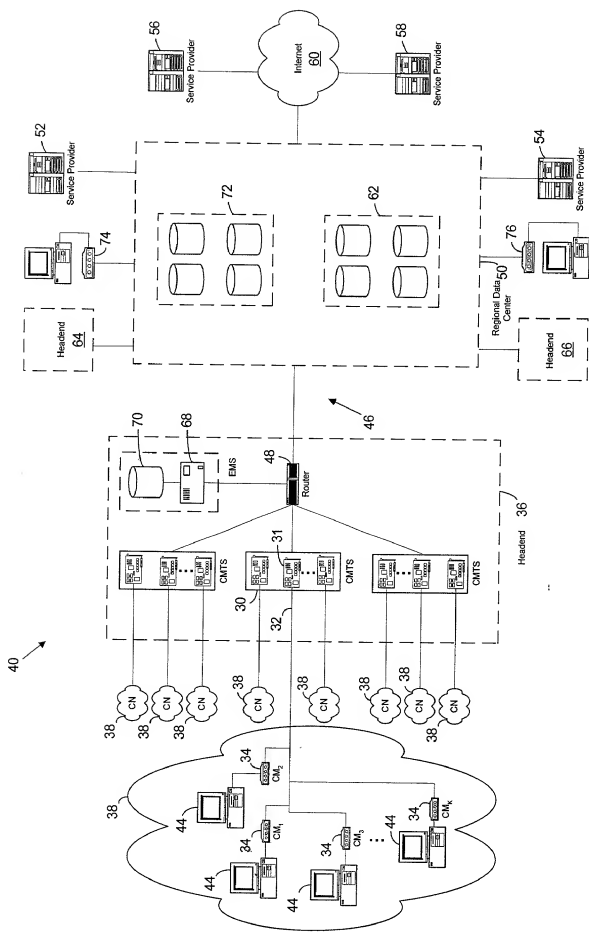 40
56
Service Provider
52
Service Provider
Internet
60
58
Service Provider
54
Service Provider
74
72
62
76
50
Regional Data
Center
Headend
64
Headend
66
46
70
68
EMS
48
Router
36
Headend
CMTS
31
30
CMTS
32
CMTS
38
CN
38
CN
38
CN
38
CN
38
CN
38
CN
38
CN
38
CN
38
34
CM2
44
34
CM1
44
34
CM3
44
34
CMK
44